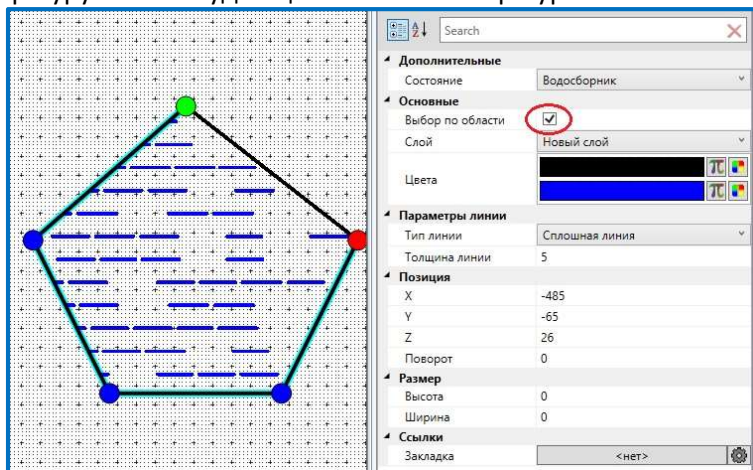 Search
Дополнительные
Состояние Водосборник
Основные
Выбор по области
Слой Новый слой
Цвета
π
π
Параметры линии
Тип линии Сплошная линия
Толщина линии 5
Позиция
X -485
Y -65
Z 26
Поворот 0
Размер
Высота 0
Ширина 0
Ссылки
Закладка <нет>